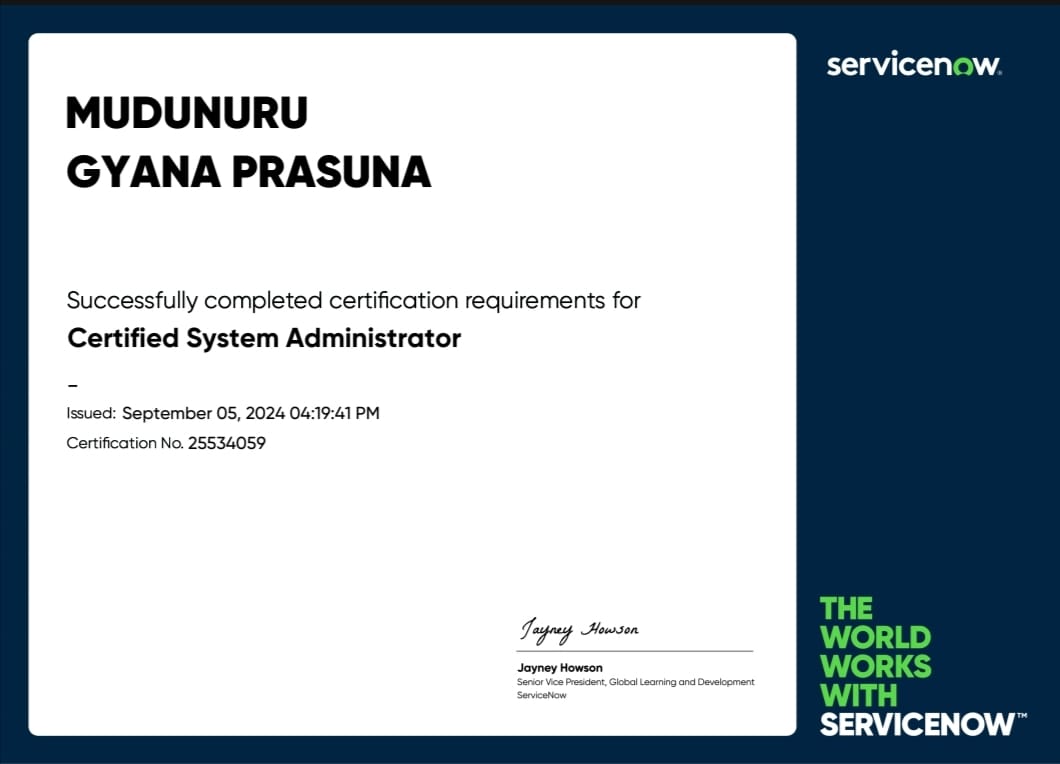 servicenow
MUDUNURU
GYANA PRASUNA
Successfully completed certification requirements for
Certified System Administrator
–
Issued: September 05, 2024 04:19:41 PM
Certification No. 25534059
Jayney Howson
Jayney Howson
Senior Vice President, Global Learning and Development
ServiceNow
THE
WORLD
WORKS
WITH
SERVICENOW™